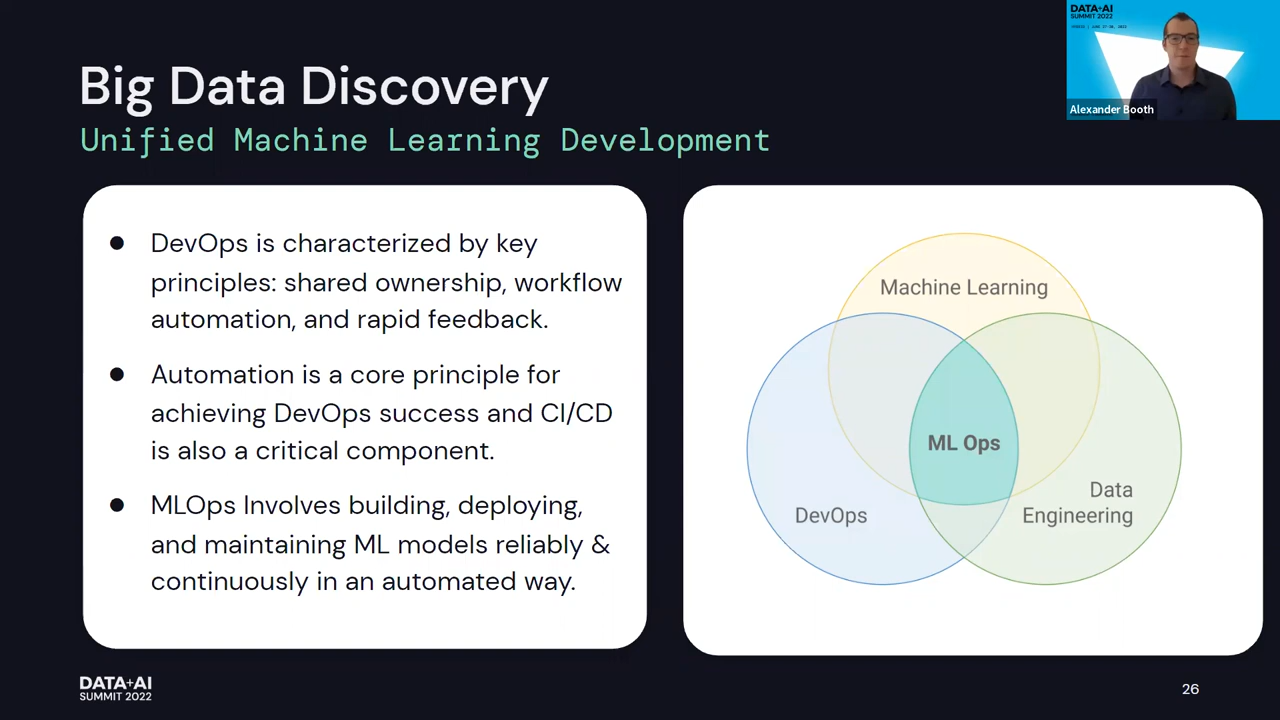 DATA+AI
SUMMIT 2022
Alexander Booth
Big Data Discovery
Unified Machine Learning Development
● DevOps is characterized by key
principles: shared ownership, workflow
automation, and rapid feedback.
● Automation is a core principle for
achieving DevOps success and CI/CD
is also a critical component.
● MLOps Involves building, deploying,
and maintaining ML models reliably &
continuously in an automated way.
Machine Learning
ML Ops
DevOps
Data
Engineering
DATA+AI
SUMMIT 2022
26